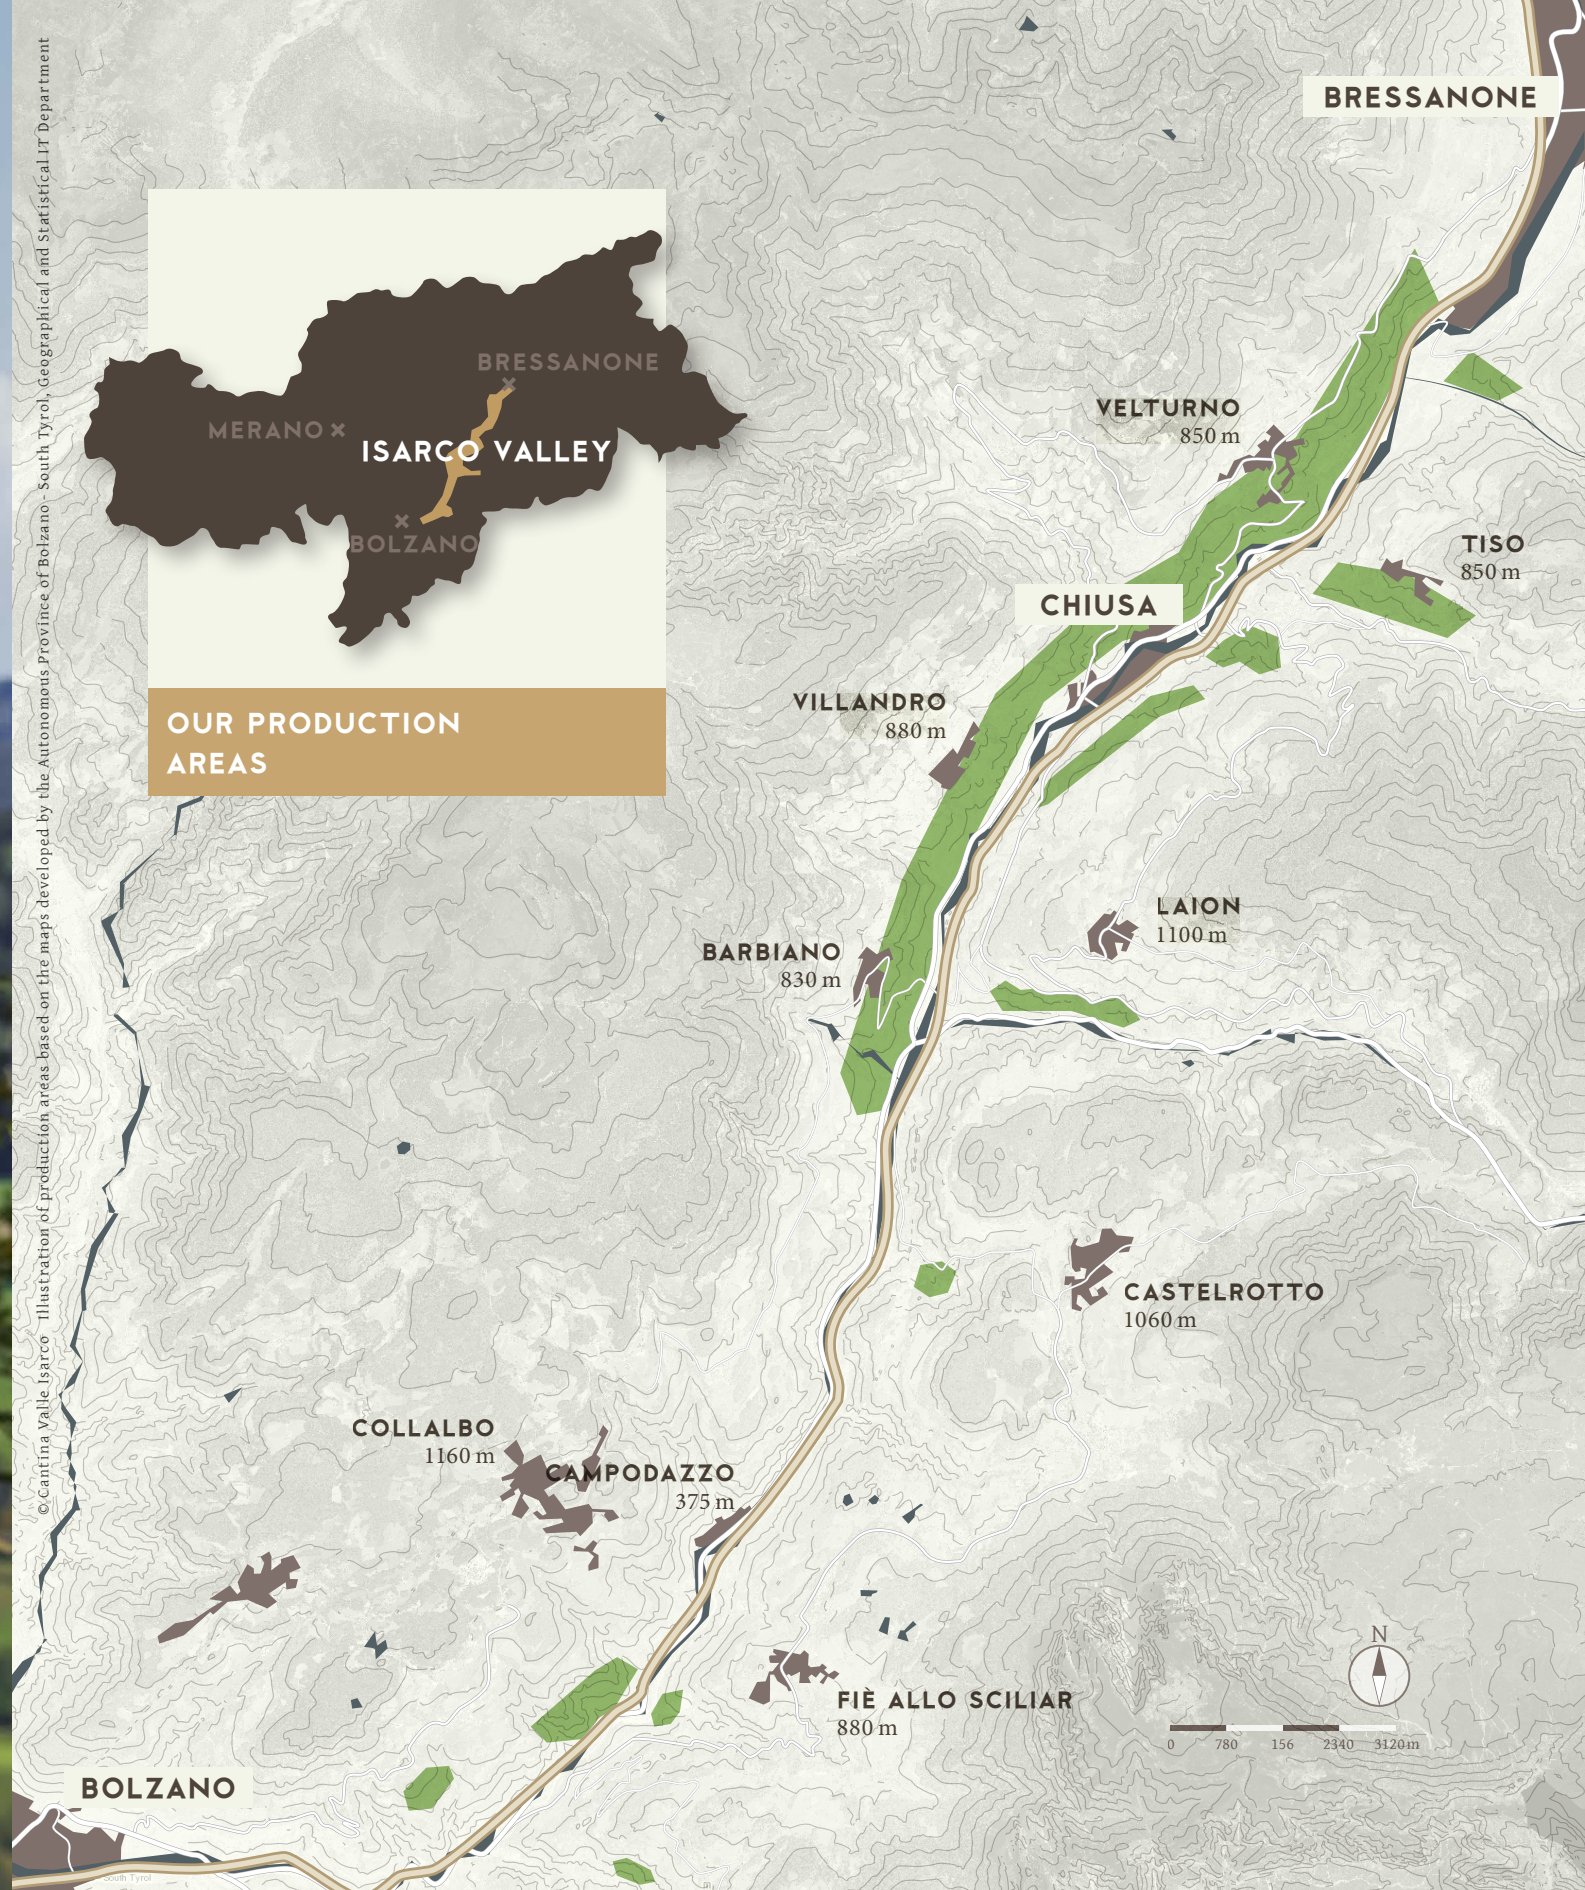 BRESSANONE
BRESSANONE
MERANO
ISARCO VALLEY
BOLZANO
OUR PRODUCTION
AREAS
VELTURNO
850 m
TISO
850 m
CHIUSA
VILLANDRO
880 m
LAION
1100 m
BARBIANO
830 m
CASTELROTTO
1060 m
COLLALBO
1160 m
CAMPODAZZO
375 m
FIÈ ALLO SCILIAR
880 m
N
0 780 156 2340 3120m
BOLZANO
South Tyrol
© Cantina Valle Isarco Illustration of production areas based on the maps developed by the Autonomous Province of Bolzano - South Tyrol, Geographical and Statistical IT Department